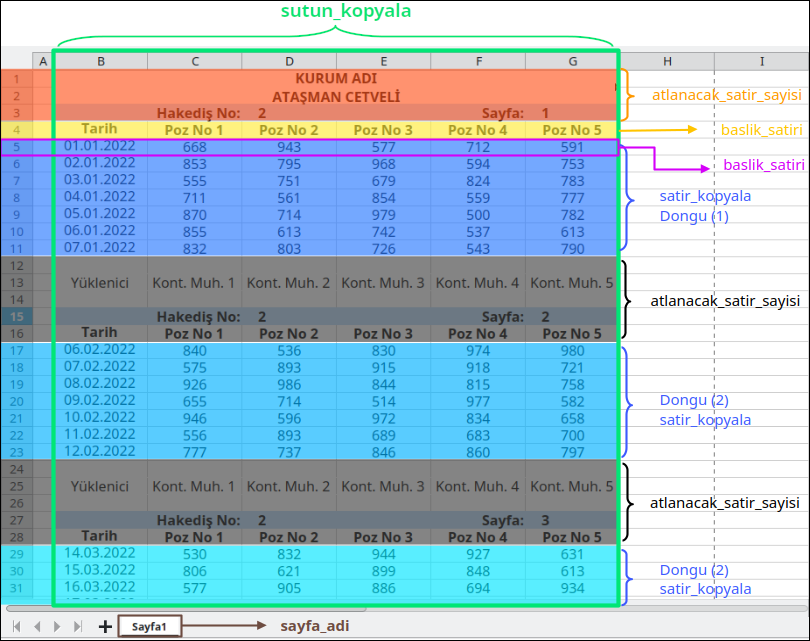 sutun_kopyala
A B C D E F G H I
1 KURUM ADI
2 ATAŞMAN CETVELİ atlanacak_satir_sayisi
3 Hakediş No: 2 Sayfa: 1
4 Tarih Poz No 1 Poz No 2 Poz No 3 Poz No 4 Poz No 5 baslik_satiri
5 01.01.2022 668 943 577 712 591
6 02.01.2022 853 795 968 594 753 baslik_satiri
7 03.01.2022 555 751 679 824 783
8 04.01.2022 711 561 854 559 777 satir_kopyala
9 05.01.2022 870 714 979 500 782 Dongu (1)
10 06.01.2022 855 613 742 537 613
11 07.01.2022 832 803 726 543 790
12
13 Yüklenici Kont. Muh. 1 Kont. Muh. 2 Kont. Muh. 3 Kont. Muh. 4 Kont. Muh. 5
14 atlanacak_satir_sayisi
15 Hakediş No: 2 Sayfa: 2
16 Tarih Poz No 1 Poz No 2 Poz No 3 Poz No 4 Poz No 5
17 06.02.2022 840 536 830 974 980
18 07.02.2022 575 893 915 918 721
19 08.02.2022 926 986 844 815 758
20 09.02.2022 655 714 514 977 582 Dongu (2)
21 10.02.2022 946 596 972 834 658 satir_kopyala
22 11.02.2022 556 893 689 683 700
23 12.02.2022 777 737 846 860 797
24
25 Yüklenici Kont. Muh. 1 Kont. Muh. 2 Kont. Muh. 3 Kont. Muh. 4 Kont. Muh. 5
26 atlanacak_satir_sayisi
27 Hakediş No: 2 Sayfa: 3
28 Tarih Poz No 1 Poz No 2 Poz No 3 Poz No 4 Poz No 5
29 14.03.2022 530 832 944 927 631
30 15.03.2022 806 621 899 848 613 Dongu (2)
31 16.03.2022 577 905 886 694 934 satir_kopyala
Sayfa1 sayfa_adi